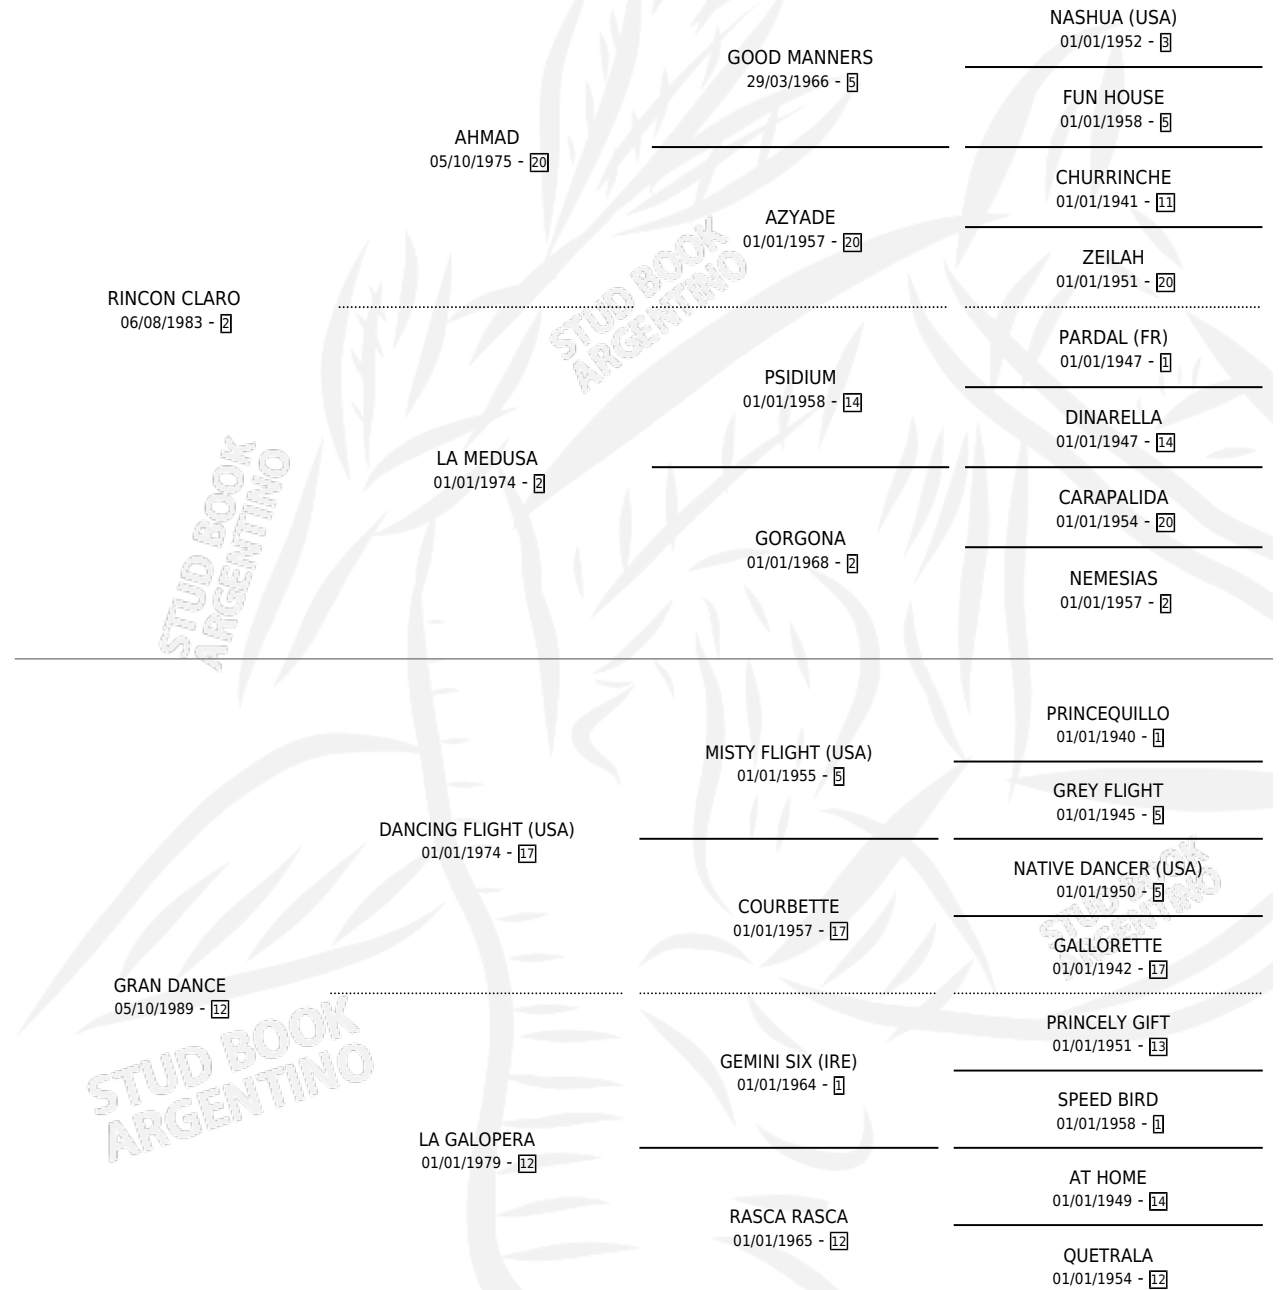 NASHUA (USA)
01/01/1952 - 3
GOOD MANNERS
29/03/1966 - 5
FUN HOUSE
01/01/1958 - 5
AHMAD
05/10/1975 - 20
CHURRINCHE
01/01/1941 - 11
AZYADE
01/01/1957 - 20
ZEILAH
01/01/1951 - 20
RINCON CLARO
06/08/1983 - 2
STUD BOOK
ARGENTINO
PARDAL (FR)
01/01/1947 - 1
PSIDIUM
01/01/1958 - 14
DINARELLA
01/01/1947 - 14
LA MEDUSA
01/01/1974 - 2
CARAPALIDA
01/01/1954 - 20
GORGONA
01/01/1968 - 2
NEMESIAS
01/01/1957 - 2
STUD BOOK
ARGENTINO
PRINCEQUILLO
01/01/1940 - 1
MISTY FLIGHT (USA)
01/01/1955 - 5
GREY FLIGHT
01/01/1945 - 5
DANCING FLIGHT (USA)
01/01/1974 - 17
NATIVE DANCER (USA)
01/01/1950 - 5
COURBETTE
01/01/1957 - 17
STUD BOOK
ARGENTINO
GALLORETTE
01/01/1942 - 17
GRAN DANCE
05/10/1989 - 12
PRINCELY GIFT
01/01/1951 - 13
GEMINI SIX (IRE)
01/01/1964 - 1
SPEED BIRD
01/01/1958 - 1
STUD BOOK
ARGENTINO
LA GALOPERA
01/01/1979 - 12
AT HOME
01/01/1949 - 14
RASCA RASCA
01/01/1965 - 12
QUETRALA
01/01/1954 - 12